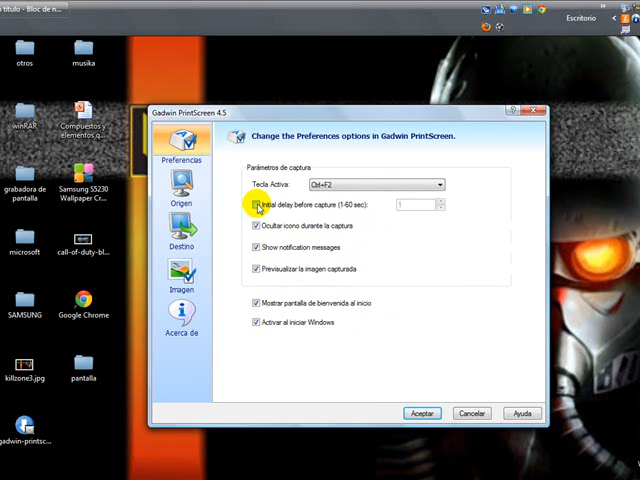 n título - Bloc de n...
»
Escritorio
otros
musika
winRAR
Compuestos y
elementos.q...
grabadora de
pantalla
Samsung S5230
Wallpaper Cr...
microsoft
call-of-duty-bl...
SAMSUNG
Google Chrome
killzone3.jpg
pantalla
gadwin-printsc...
Gadwin PrintScreen 4.5
Change the Preferences options in Gadwin PrintScreen.
Preferencias
Origen
Destino
Imagen
Acerca de
Parámetros de captura
Tecla Activa:
Ctrl+F2
Initial delay before capture (1-60 sec):
1
Ocultar icono durante la captura
Show notification messages
Previsualizar la imagen capturada
Mostrar pantalla de bienvenida al inicio
Activar al iniciar Windows
Aceptar
Cancelar
Ayuda